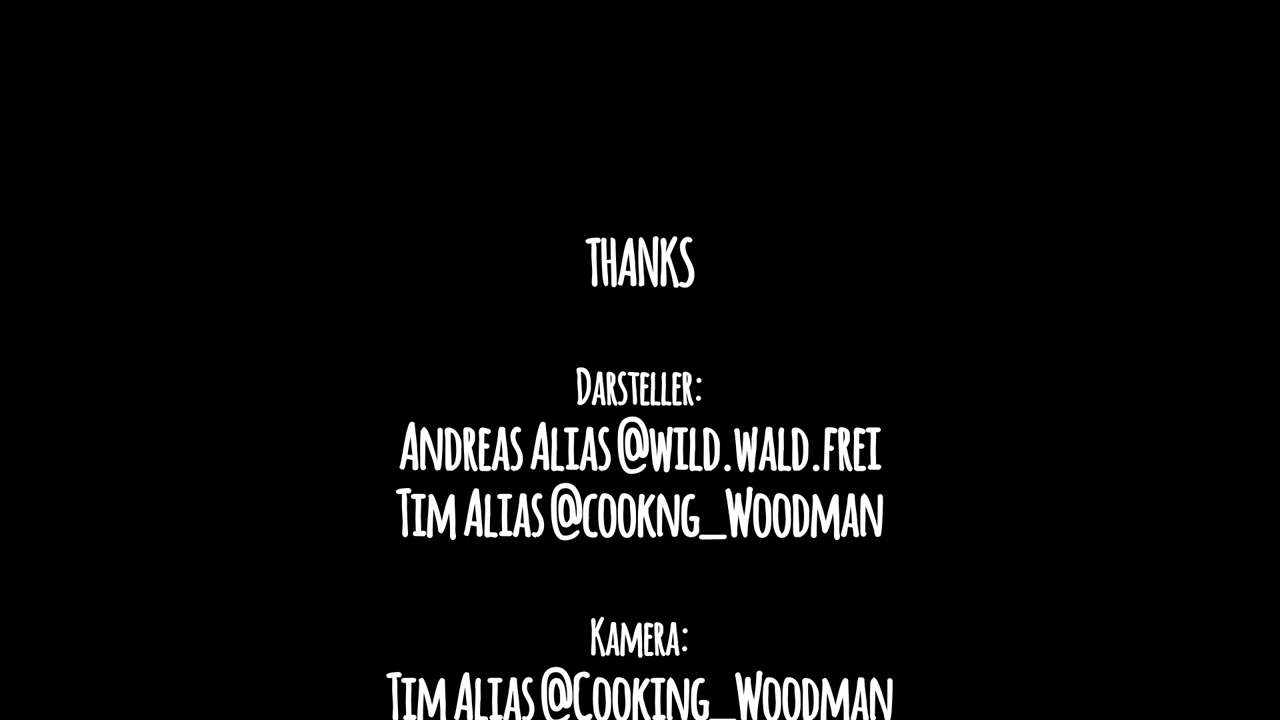 THANKS
Darsteller:
Andreas Alias @wild.wald.frei
Tim Alias @cookng_Woodman
Kamera:
Tim Alias @Cooking_Woodman